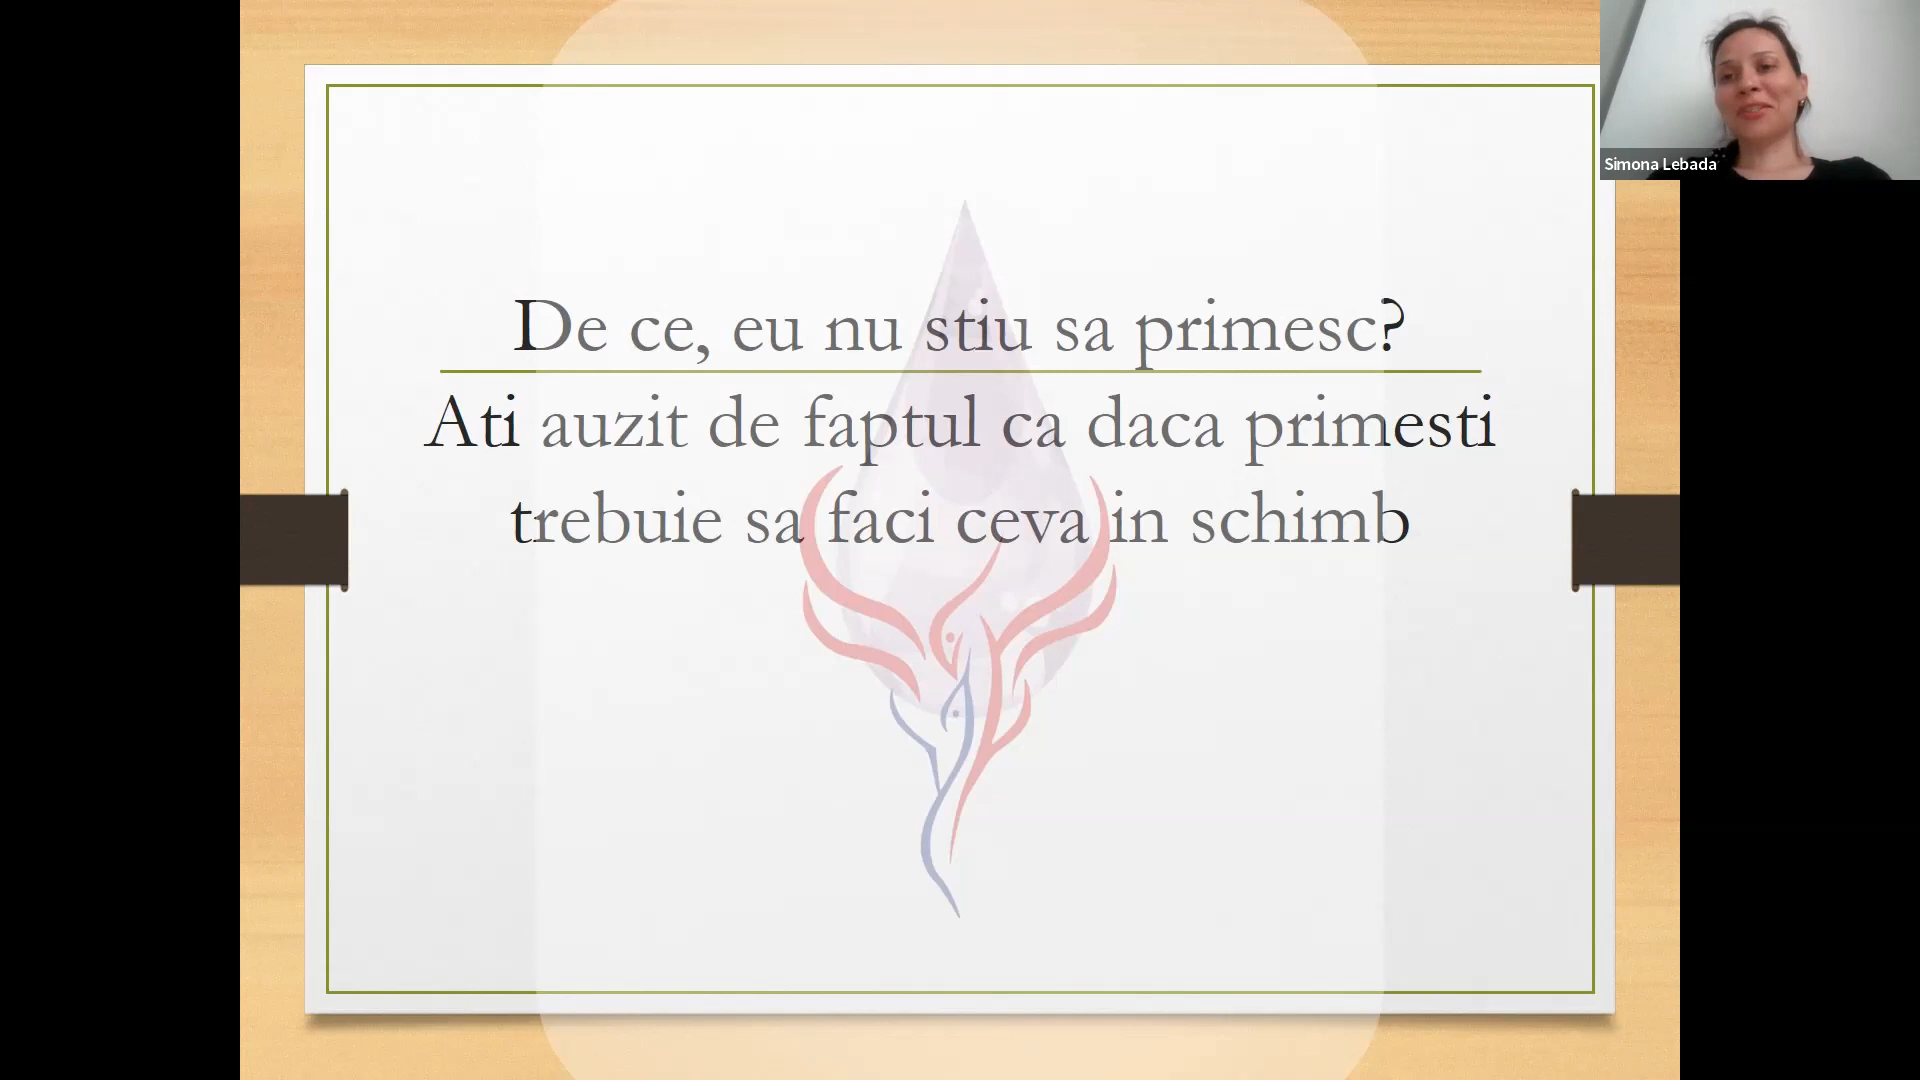 De ce, eu nu stiu sa primesc?
Ati auzit de faptul ca daca primesti
trebuie sa faci ceva in schimb
Simona Lebada